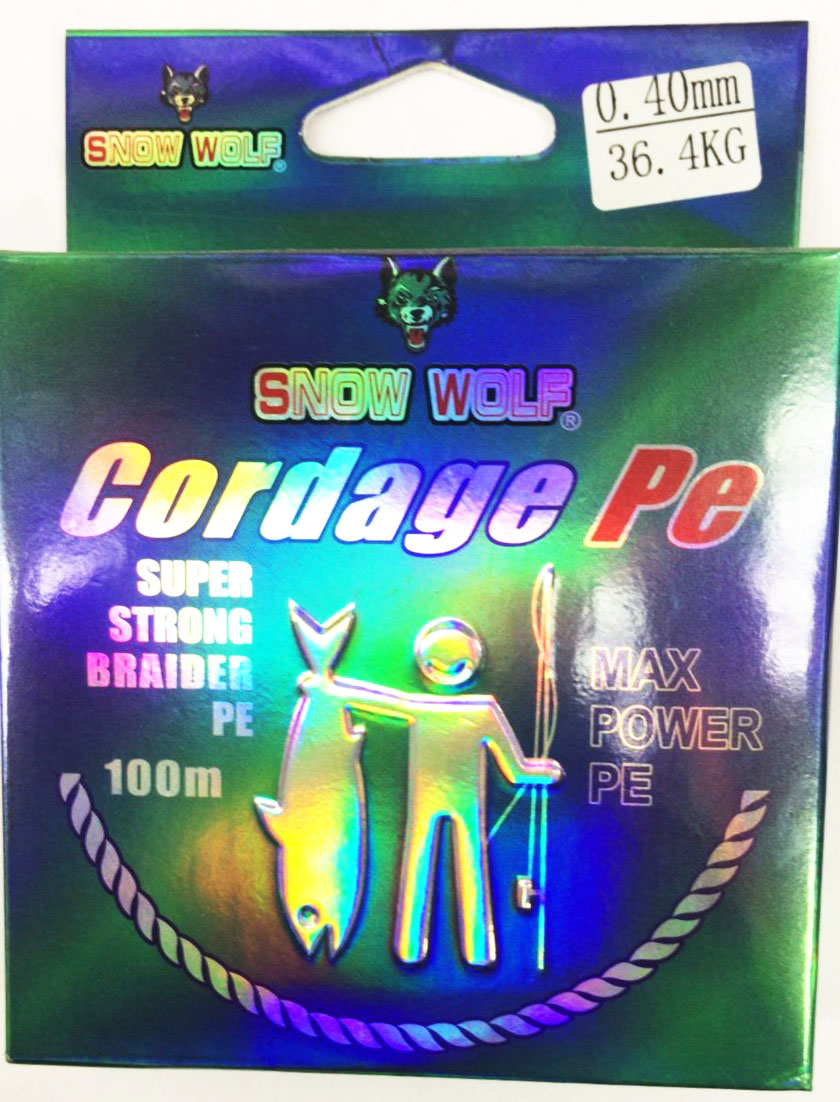 SNOW WOLF®
0.40mm
36.4KG
SNOW WOLF®
Cordage Pe
SUPER
STRONG
BRAIDER
PE
100m
MAX
POWER
PE